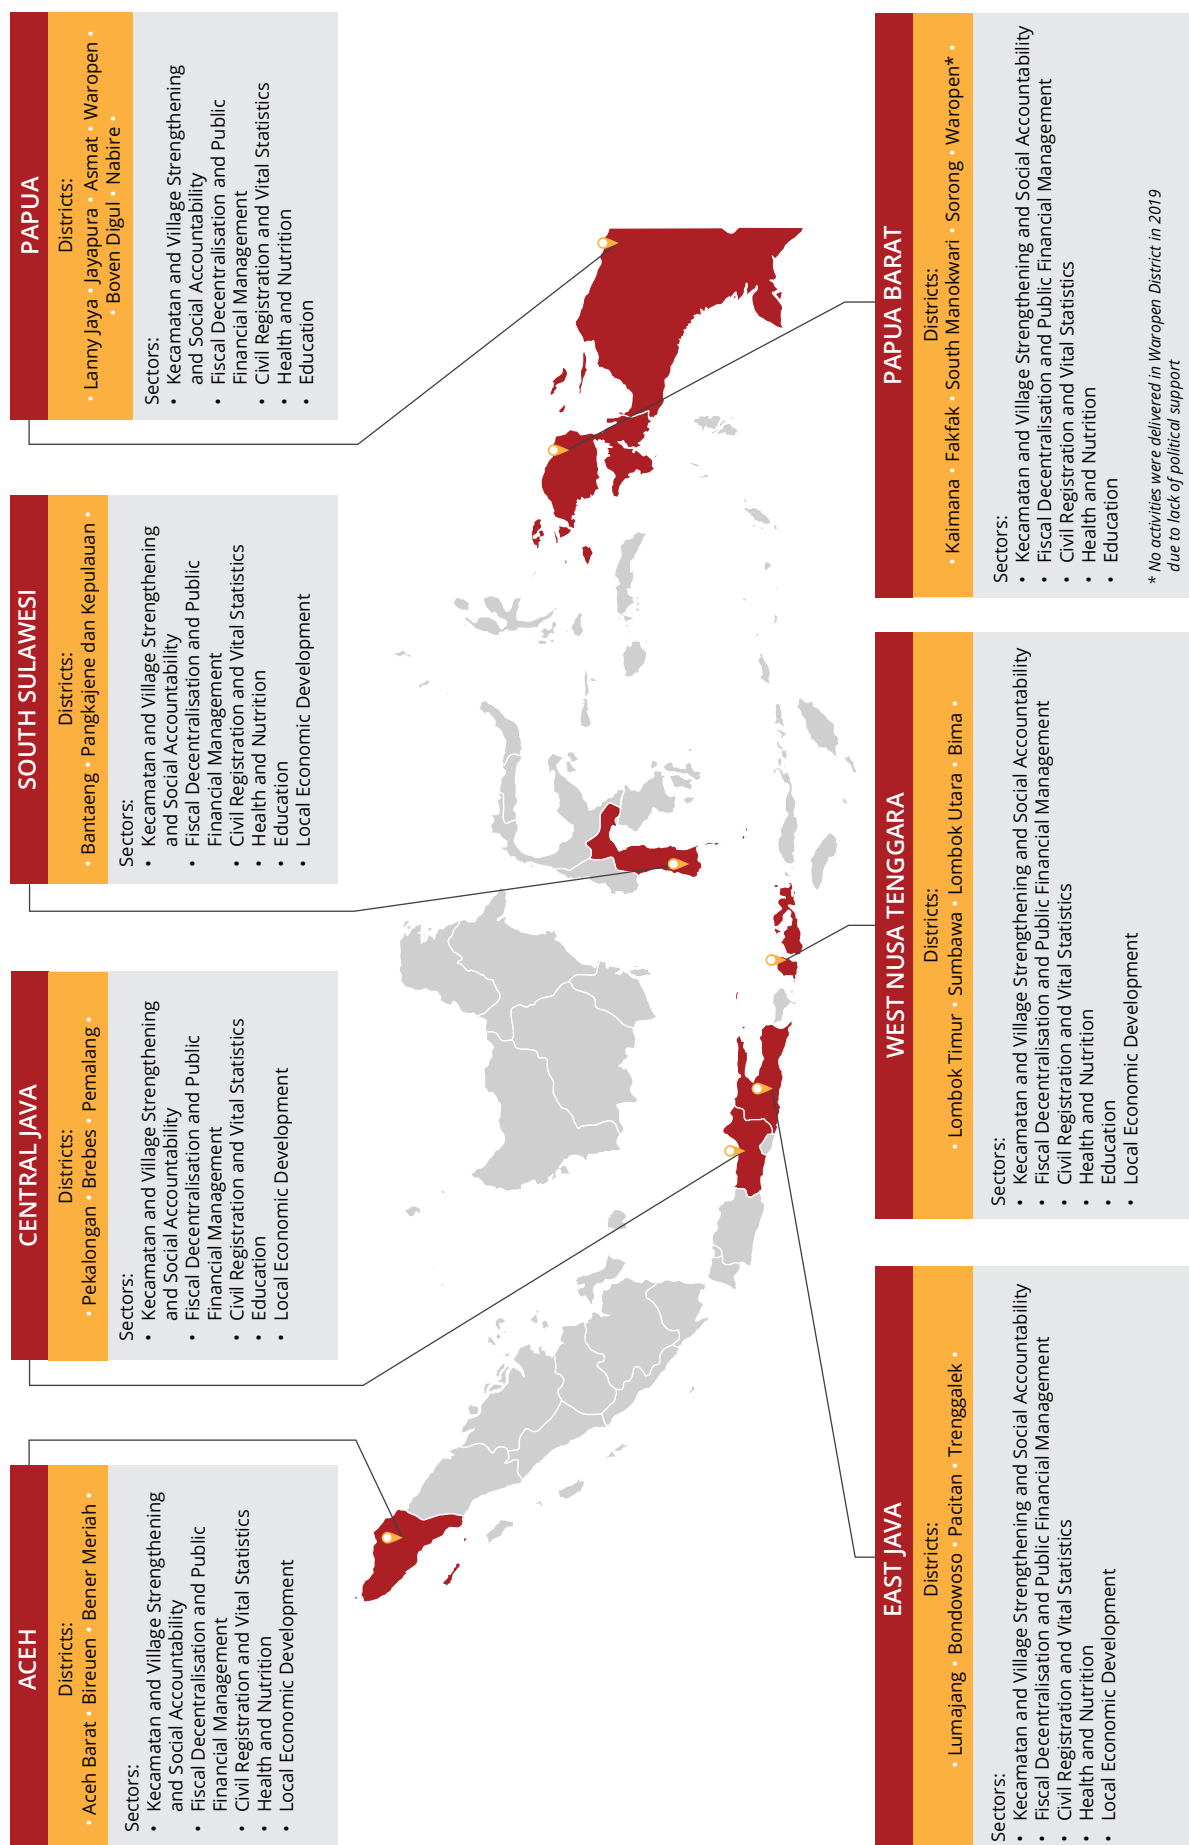 ACEH
Districts:
• Aceh Barat • Bireuen • Bener Meriah •
Sectors:
• Kecamatan and Village Strengthening
and Social Accountability
• Fiscal Decentralisation and Public
Financial Management
• Civil Registration and Vital Statistics
• Health and Nutrition
• Local Economic Development
CENTRAL JAVA
Districts:
• Pekalongan • Brebes • Pemalang •
Sectors:
• Kecamatan and Village Strengthening
and Social Accountability
• Fiscal Decentralisation and Public
Financial Management
• Civil Registration and Vital Statistics
• Education
• Local Economic Development
SOUTH SULAWESI
Districts:
• Bantaeng • Pangkajene dan Kepulauan •
Sectors:
• Kecamatan and Village Strengthening
and Social Accountability
• Fiscal Decentralisation and Public
Financial Management
• Civil Registration and Vital Statistics
• Health and Nutrition
• Education
• Local Economic Development
PAPUA
Districts:
• Lanny Jaya • Jayapura • Asmat • Waropen •
• Boven Digul • Nabire •
Sectors:
• Kecamatan and Village Strengthening
and Social Accountability
• Fiscal Decentralisation and Public
Financial Management
• Civil Registration and Vital Statistics
• Health and Nutrition
• Education
EAST JAVA
Districts:
• Lumajang • Bondowoso • Pacitan • Trenggalek •
Sectors:
• Kecamatan and Village Strengthening and Social Accountability
• Fiscal Decentralisation and Public Financial Management
• Civil Registration and Vital Statistics
• Health and Nutrition
• Local Economic Development
WEST NUSA TENGGARA
Districts:
• Lombok Timur • Sumbawa • Lombok Utara • Bima •
Sectors:
• Kecamatan and Village Strengthening and Social Accountability
• Fiscal Decentralisation and Public Financial Management
• Civil Registration and Vital Statistics
• Health and Nutrition
• Education
• Local Economic Development
PAPUA BARAT
Districts:
• Kaimana • Fakfak • South Manokwari • Sorong • Waropen* •
Sectors:
• Kecamatan and Village Strengthening and Social Accountability
• Fiscal Decentralisation and Public Financial Management
• Civil Registration and Vital Statistics
• Health and Nutrition
• Education
* No activities were delivered in Waropen District in 2019
due to lack of political support